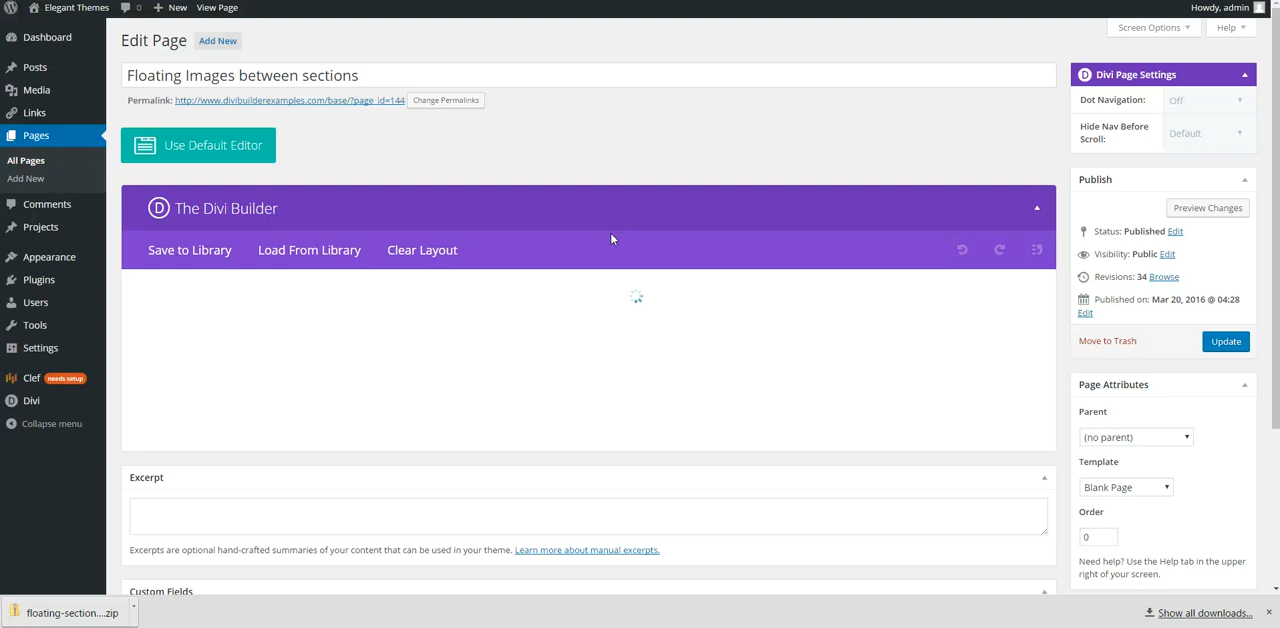 Elegant Themes 0 New View Page Howdy, admin
Dashboard
Posts
Media
Links
Pages
All Pages
Add New
Comments
Projects
Appearance
Plugins
Users
Tools
Settings
Clef needs setup
Divi
Collapse menu
Screen Options Help
Edit Page Add New
Floating Images between sections
Permalink: http://www.divibuilderexamples.com/base/?page_id=144 Change Permalinks
Use Default Editor
The Divi Builder
Save to Library Load From Library Clear Layout
Excerpt
Excerpts are optional hand-crafted summaries of your content that can be used in your theme. Learn more about manual excerpts.
Custom Fields
Divi Page Settings
Dot Navigation: Off
Hide Nav Before Scroll: Default
Publish
Preview Changes
Status: Published Edit
Visibility: Public Edit
Revisions: 34 Browse
Published on: Mar 20, 2016 @ 04:28
Edit
Move to Trash Update
Page Attributes
Parent
(no parent)
Template
Blank Page
Order
0
Need help? Use the Help tab in the upper
right of your screen.
floating-section....zip Show all downloads...